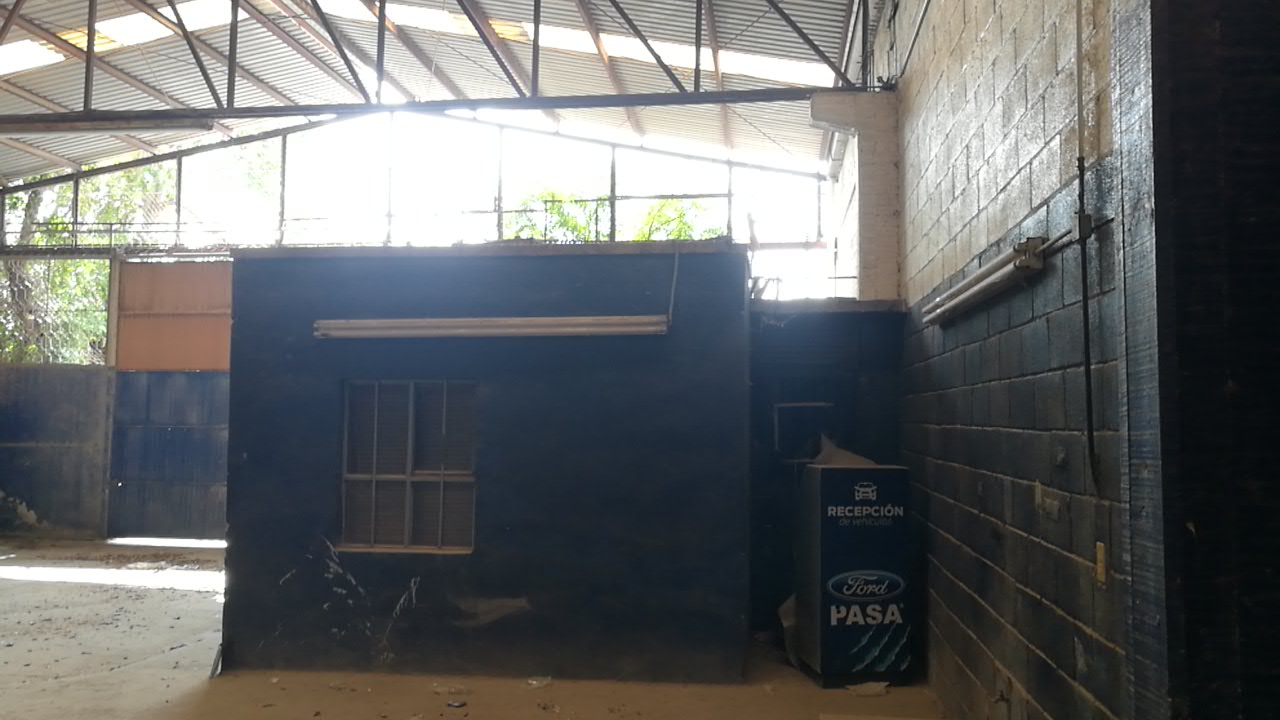 RECEPCIÓN
de vehículos
Ford
PASA